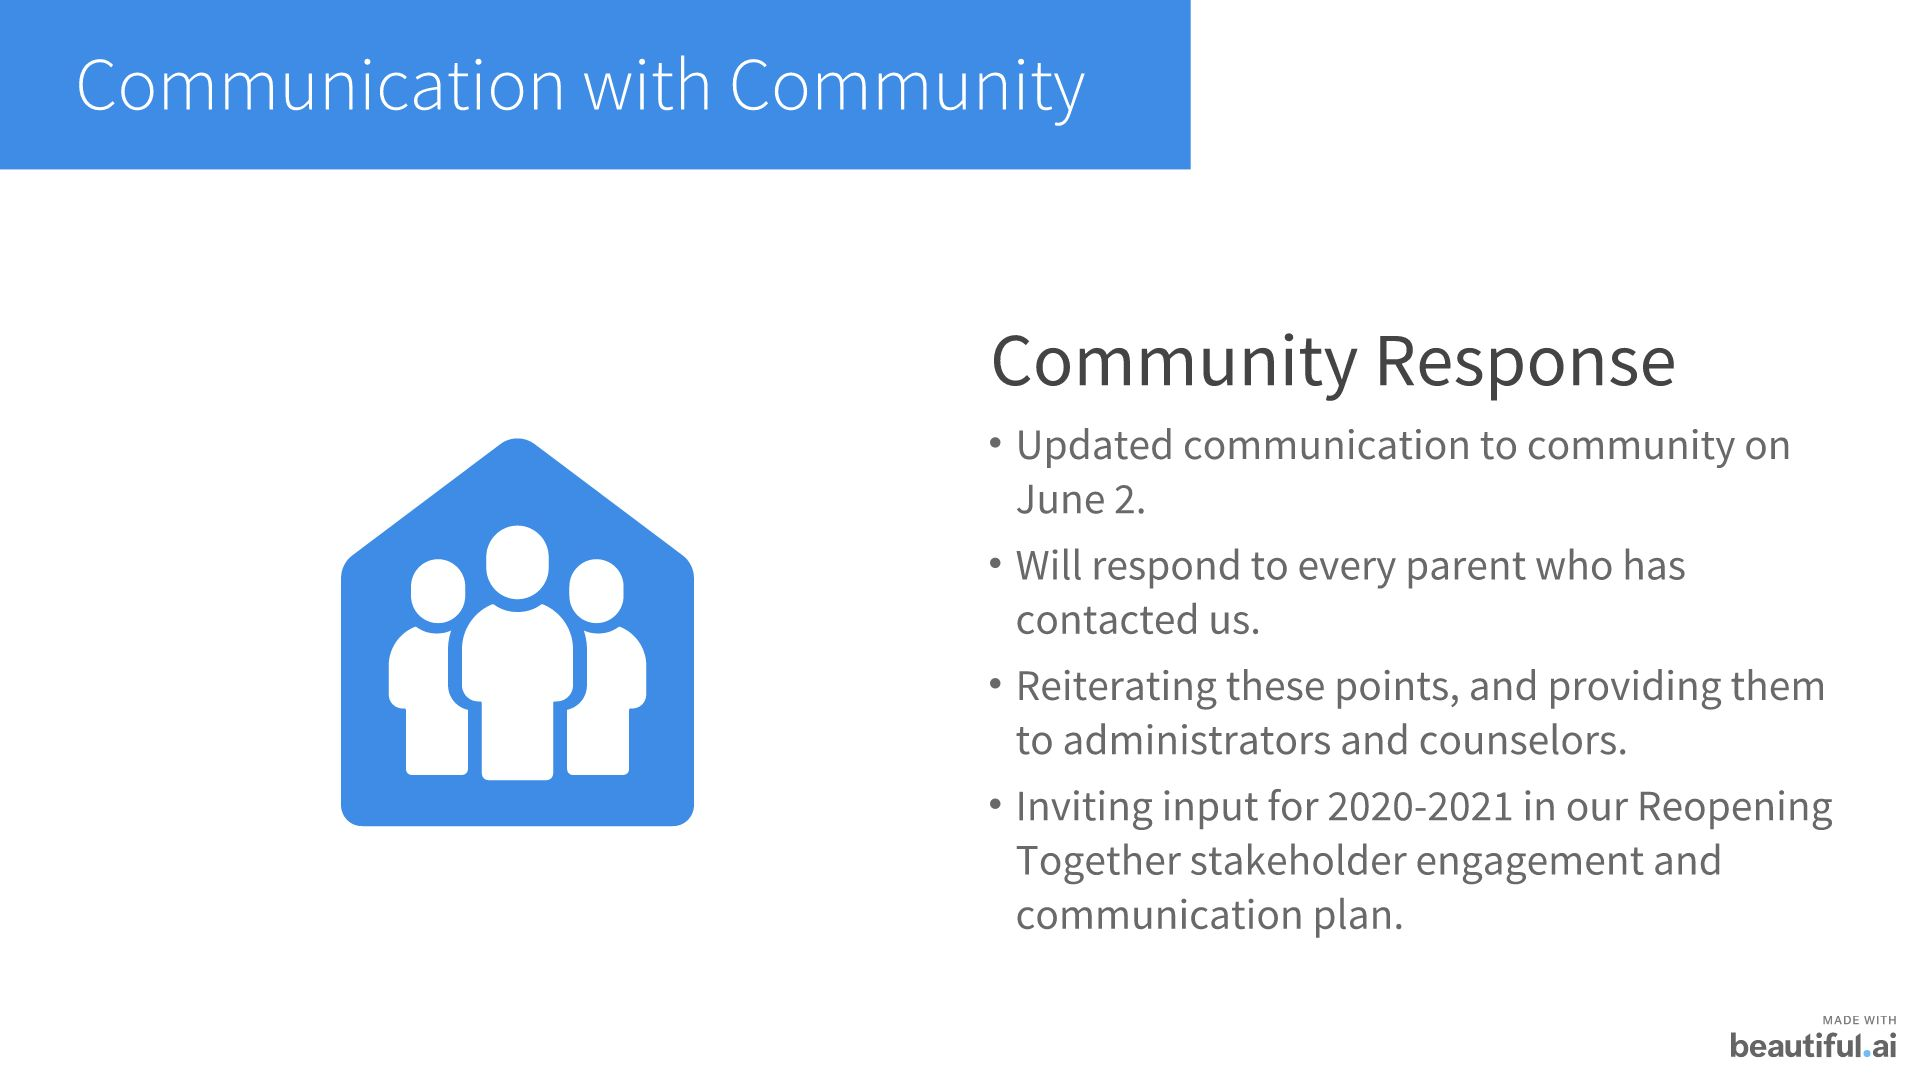 Communication with Community
Community Response
• Updated communication to community on
June 2.
• Will respond to every parent who has
contacted us.
• Reiterating these points, and providing them
to administrators and counselors.
• Inviting input for 2020-2021 in our Reopening
Together stakeholder engagement and
communication plan.
MADE WITH
beautiful.ai